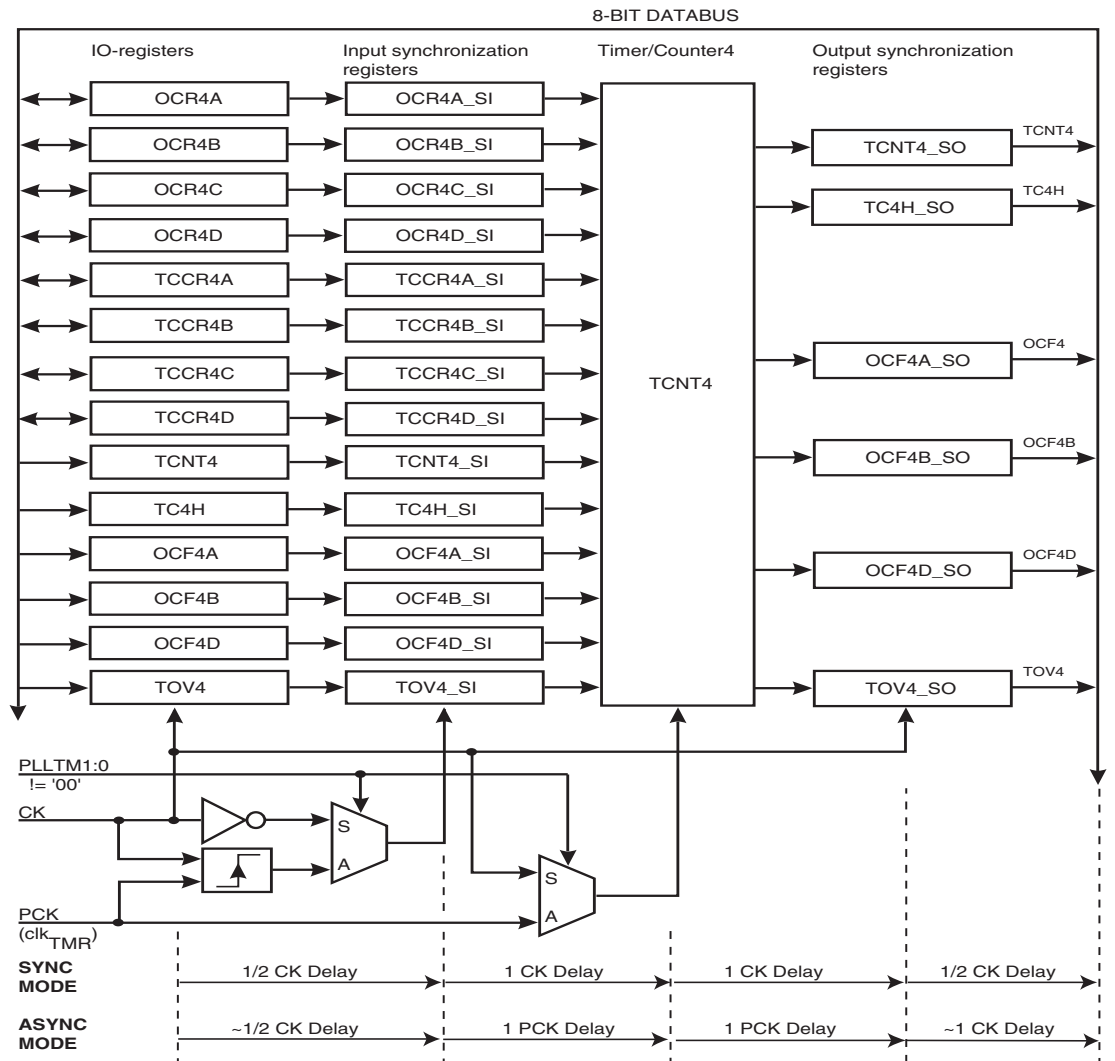 8-BIT DATABUS
IO-registers
Input synchronization
registers
Timer/Counter4
Output synchronization
registers
OCR4A
OCR4A_SI
OCR4B
OCR4B_SI
OCR4C
OCR4C_SI
OCR4D
OCR4D_SI
TCCR4A
TCCR4A_SI
TCCR4B
TCCR4B_SI
TCCR4C
TCCR4C_SI
TCCR4D
TCCR4D_SI
TCNT4
TCNT4_SI
TC4H
TC4H_SI
OCF4A
OCF4A_SI
OCF4B
OCF4B_SI
OCF4D
OCF4D_SI
TOV4
TOV4_SI
TCNT4
TCNT4_SO
TCNT4
TC4H_SO
TC4H
OCF4A_SO
OCF4
OCF4B_SO
OCF4B
OCF4D_SO
OCF4D
TOV4_SO
TOV4
PLLTM1:0
!= '00'
CK
S
A
S
A
PCK
(clkTMR)
SYNC
MODE
1/2 CK Delay
1 CK Delay
1 CK Delay
1/2 CK Delay
ASYNC
MODE
~1/2 CK Delay
1 PCK Delay
1 PCK Delay
~1 CK Delay